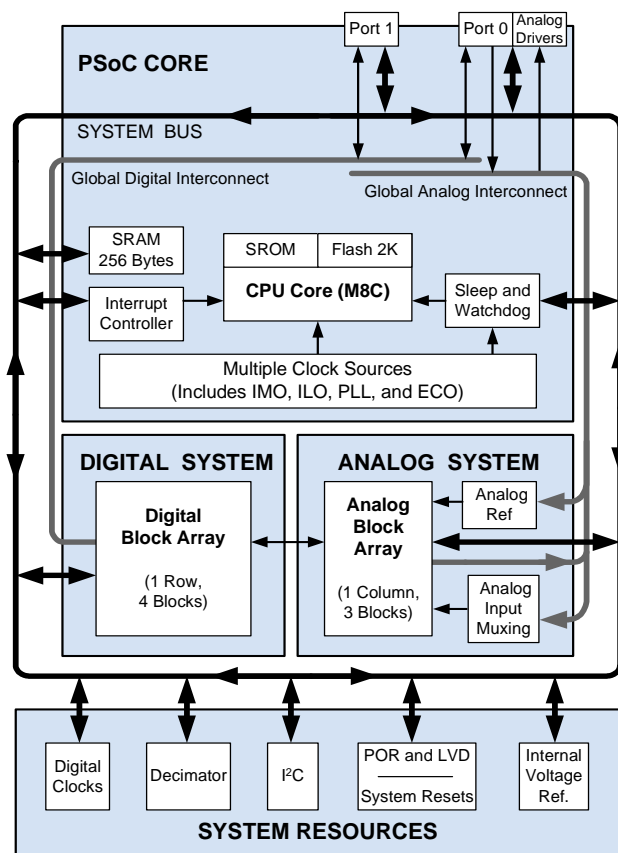 Port 1
Port 0
Analog
Drivers
PSoC CORE
SYSTEM BUS
Global Digital Interconnect
Global Analog Interconnect
SRAM
256 Bytes
SROM
Flash 2K
CPU Core (M8C)
Interrupt
Controller
Sleep and
Watchdog
Multiple Clock Sources
(Includes IMO, ILO, PLL, and ECO)
DIGITAL SYSTEM
Digital
Block Array
(1 Row,
4 Blocks)
ANALOG SYSTEM
Analog
Block
Array
(1 Column,
3 Blocks)
Analog
Ref
Analog
Input
Muxing
Digital
Clocks
Decimator
I²C
POR and LVD
System Resets
Internal
Voltage
Ref.
SYSTEM RESOURCES